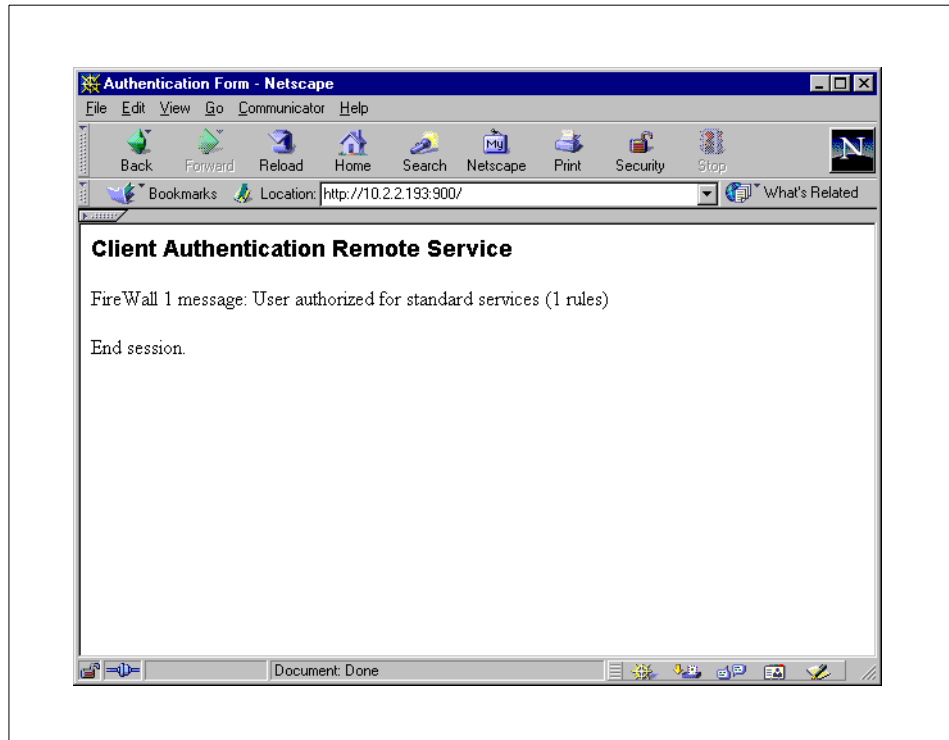 Authentication Form - Netscape
File Edit View Go Communicator Help
Back Forward Reload Home Search Netscape Print Security Stop
My
N
Bookmarks Location: http://10.2.2.193:900/ What's Related
Client Authentication Remote Service
FireWall 1 message: User authorized for standard services (1 rules)
End session.
Document: Done